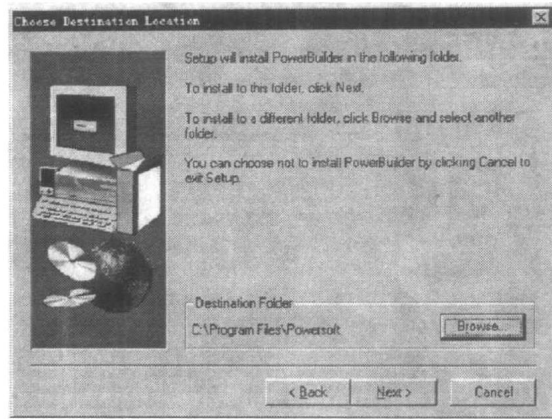 Choose Destination Location
Setup will install PowerBuilder in the following folder.
To install to this folder, click Next.
To install to a different folder, click Browse and select another
folder.
You can choose not to install PowerBuilder by clicking Cancel to
exit Setup.
Destination Folder
C:\Program Files\Powersoft
Browse...
< Back
Next >
Cancel